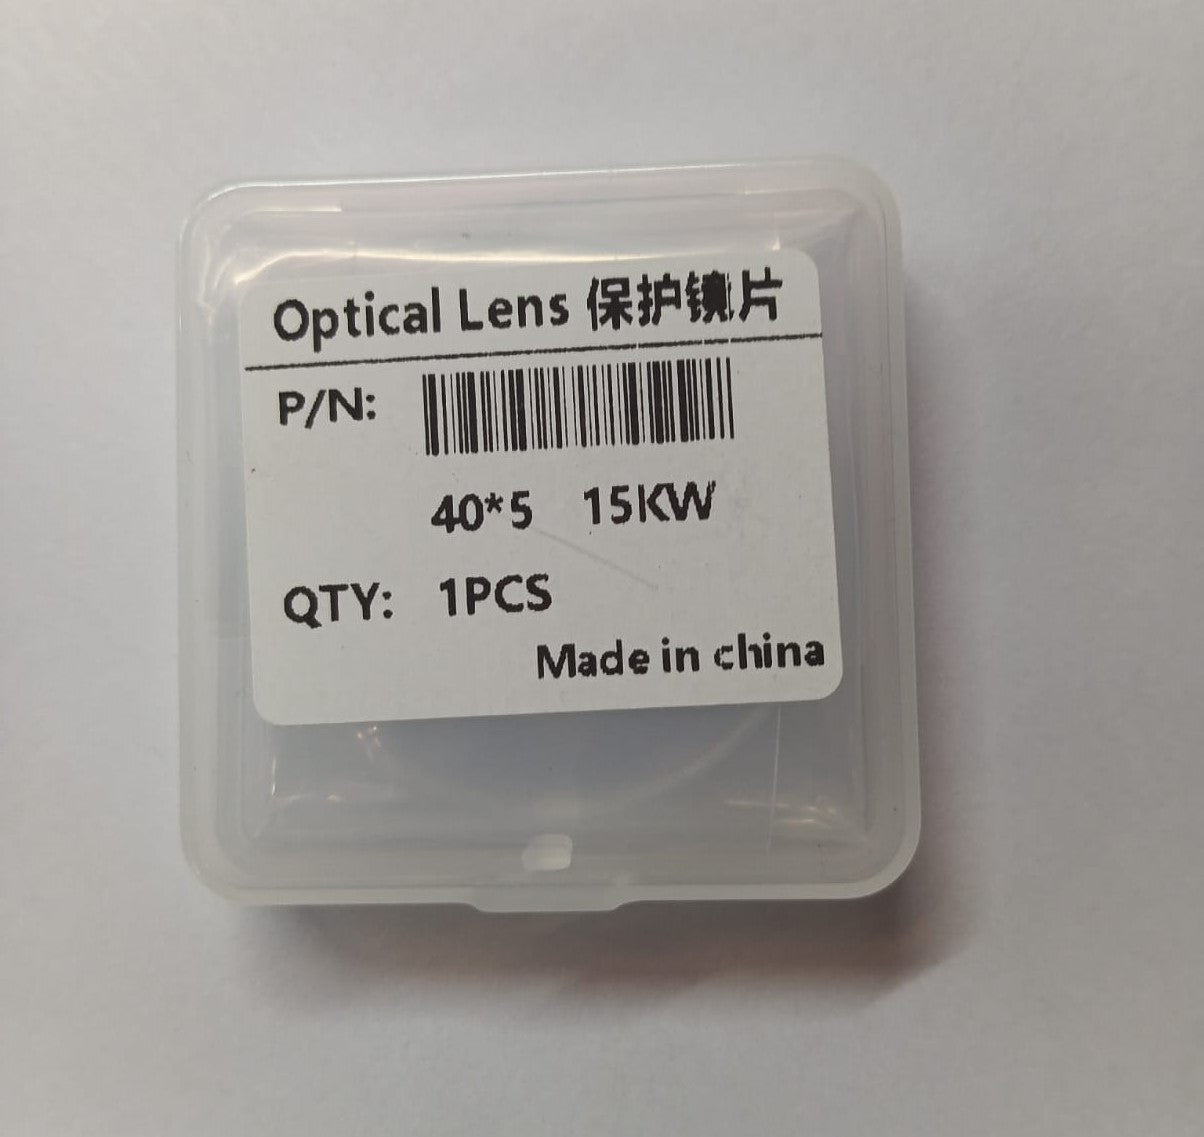 Optical Lens 保护镜片
P/N:
40*5 15KW
QTY: 1PCS
Made in china